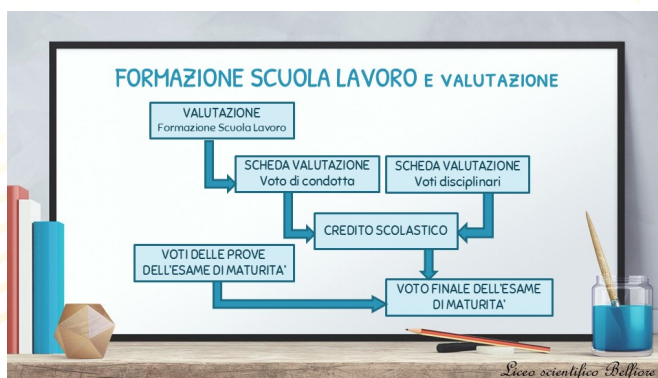 FORMAZIONE SCUOLA LAVORO E VALUTAZIONE
VALUTAZIONE
Formazione Scuola Lavoro
SCHEDA VALUTAZIONE
Voto di condotta
SCHEDA VALUTAZIONE
Voti disciplinari
CREDITO SCOLASTICO
VOTI DELLE PROVE
DELL'ESAME DI MATURITA'
VOTO FINALE DELL'ESAME
DI MATURITA'
Liceo scientifico Belfiore